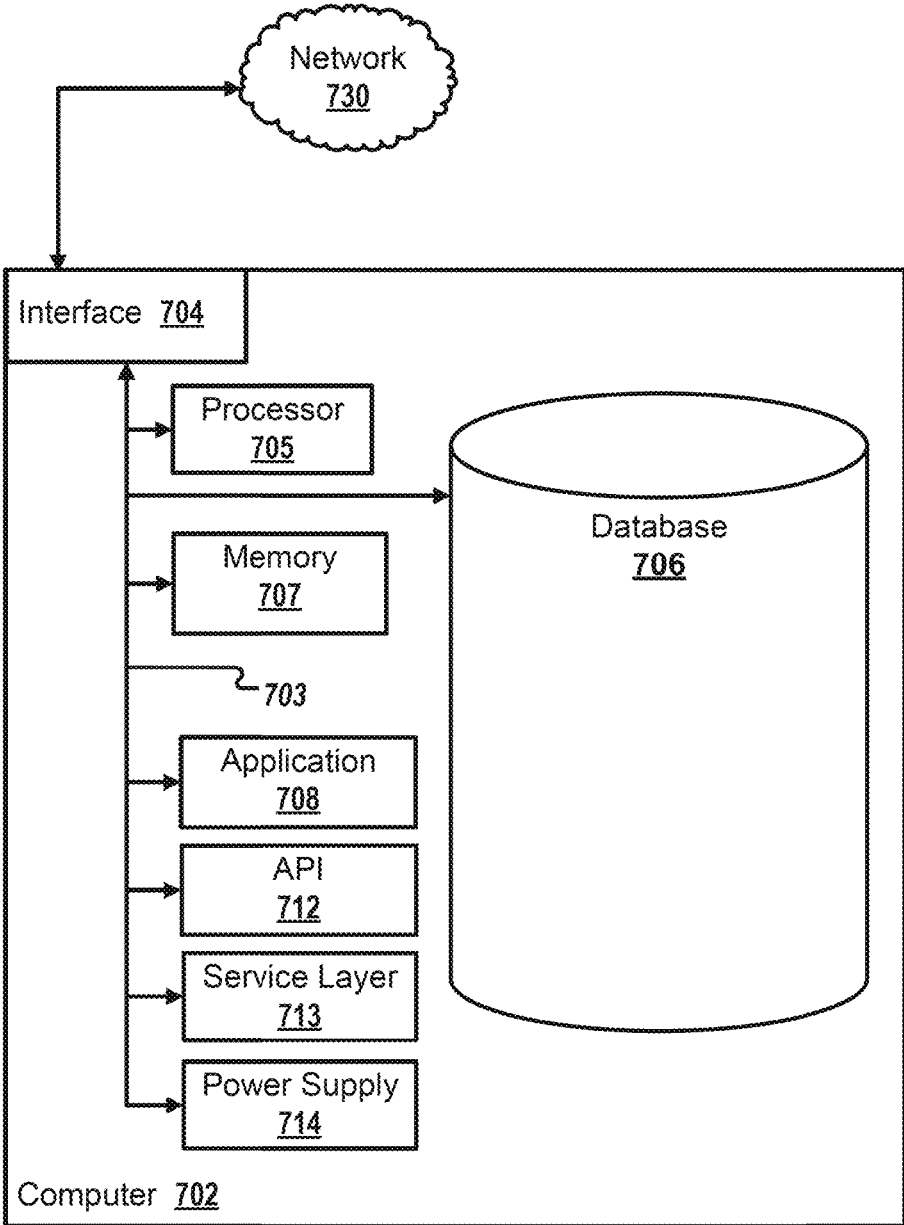 Network
730
Interface 704
Processor
705
Database
706
Memory
707
703
Application
708
API
712
Service Layer
713
Power Supply
714
Computer 702